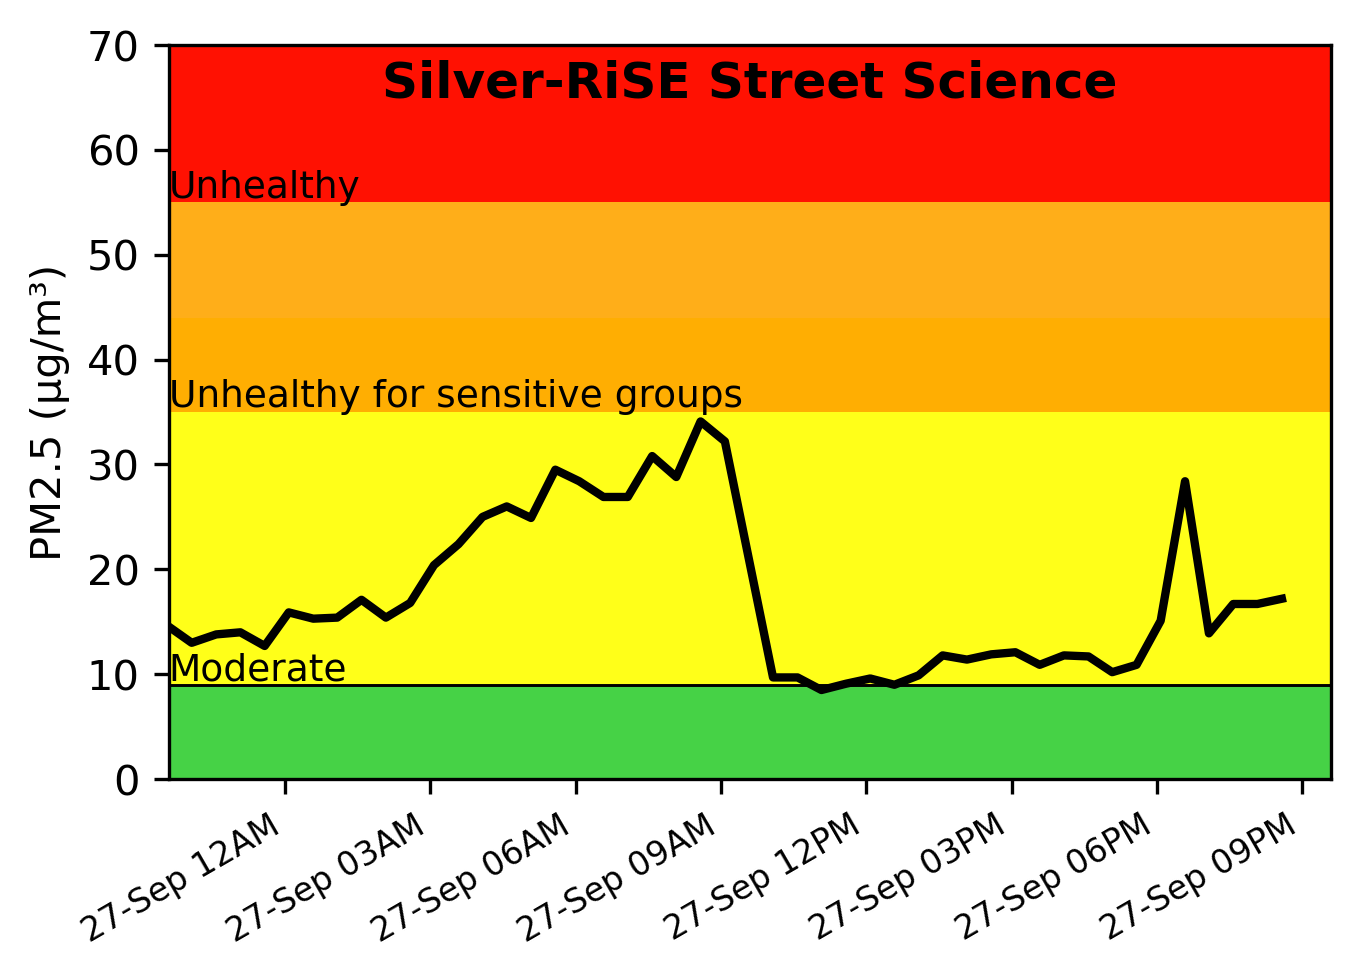 Silver-RiSE Street Science
70
60
50
40
30
20
10
0
PM2.5 (µg/m³)
Unhealthy
Unhealthy for sensitive groups
Moderate
27-Sep 12AM
27-Sep 03AM
27-Sep 06AM
27-Sep 09AM
27-Sep 12PM
27-Sep 03PM
27-Sep 06PM
27-Sep 09PM